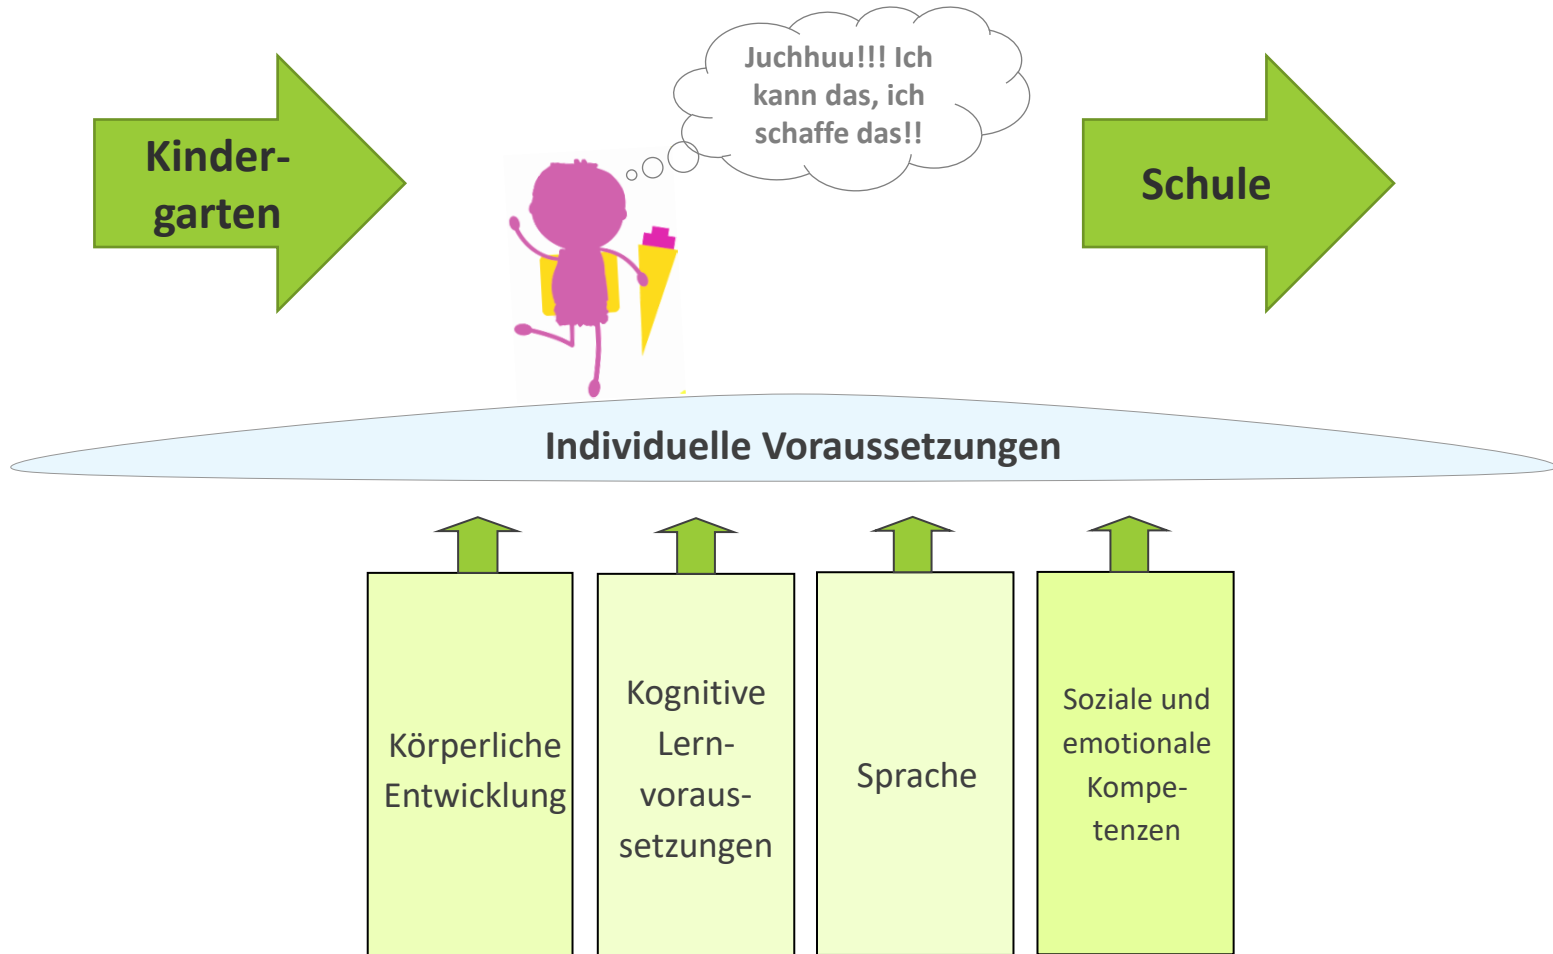 Juchhuu!!! Ich
kann das, ich
schaffe das!!
Kinder-
garten
Schule
Individuelle Voraussetzungen
Körperliche
Entwicklung
Kognitive
Lern-
voraus-
setzungen
Sprache
Soziale und
emotionale
Kompe-
tenzen